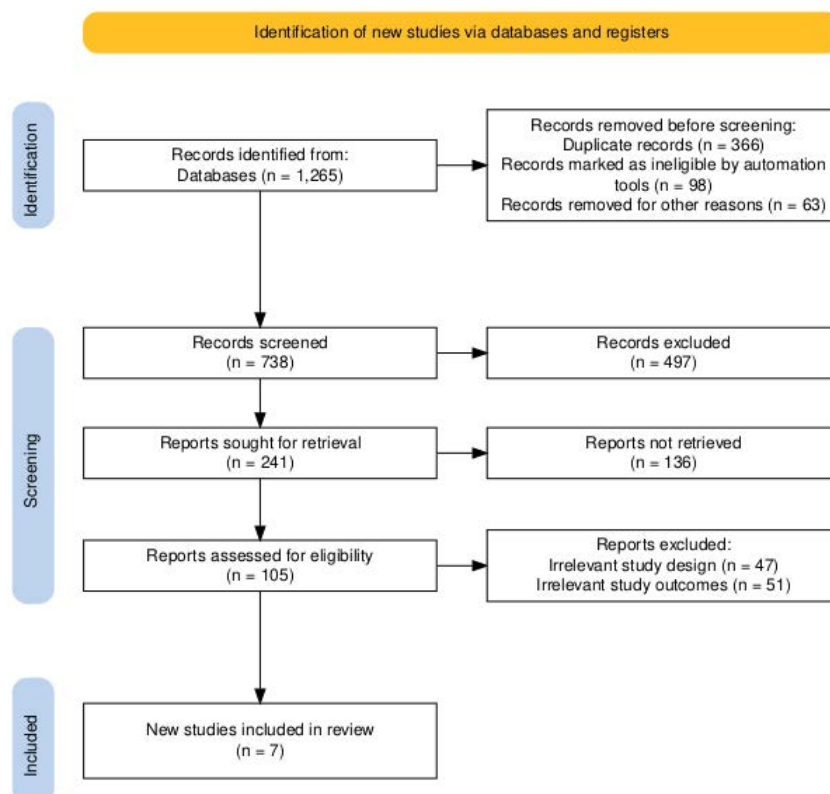 Identification of new studies via databases and registers
Identification
Records identified from:
Databases (n = 1,265)
Records removed before screening:
Duplicate records (n = 366)
Records marked as ineligible by automation
tools (n = 98)
Records removed for other reasons (n = 63)
Screening
Records screened
(n = 738)
Records excluded
(n = 497)
Reports sought for retrieval
(n = 241)
Reports not retrieved
(n = 136)
Reports assessed for eligibility
(n = 105)
Reports excluded:
Irrelevant study design (n = 47)
Irrelevant study outcomes (n = 51)
Included
New studies included in review
(n = 7)